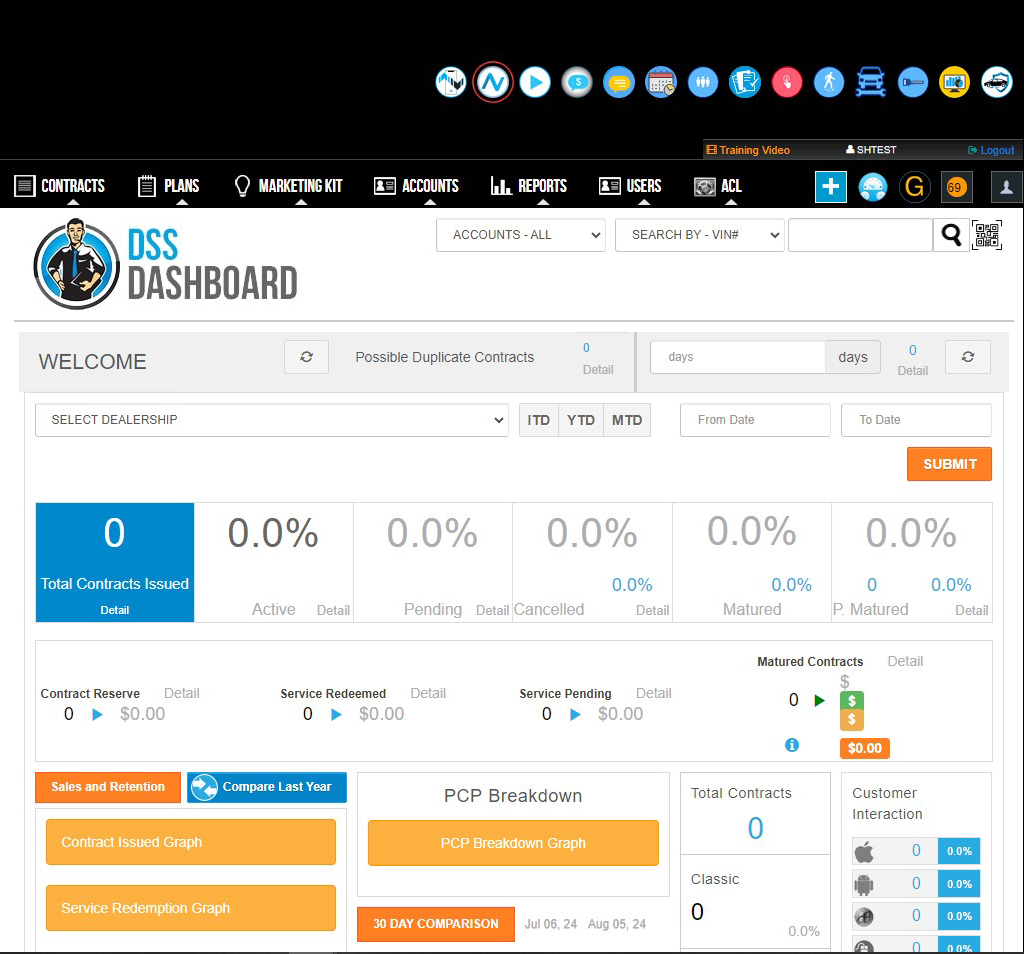 Training Video SHTEST Logout
CONTRACTS PLANS MARKETING KIT ACCOUNTS REPORTS USERS ACL G 69
DSS
DASHBOARD
ACCOUNTS - ALL SEARCH BY - VIN#
WELCOME Possible Duplicate Contracts 0 Detail days days 0 Detail
SELECT DEALERSHIP ITD YTD MTD From Date To Date
SUBMIT
0 0.0% 0.0% 0.0% 0.0% 0.0%
0.0% 0.0% 0 0.0%
Total Contracts Issued
Detail Active Detail Pending Detail Cancelled Detail Matured P. Matured Detail
Matured Contracts Detail
$
Contract Reserve Detail Service Redeemed Detail Service Pending Detail
0 $0.00 0 $0.00 0 $0.00 0 $
$
$0.00
Sales and Retention Compare Last Year
Contract Issued Graph
Service Redemption Graph
PCP Breakdown
PCP Breakdown Graph
30 DAY COMPARISON Jul 06, 24 Aug 05, 24
Total Contracts
0
Classic
0
0.0%
Customer
Interaction
0 0.0%
0 0.0%
0 0.0%
0 0.0%